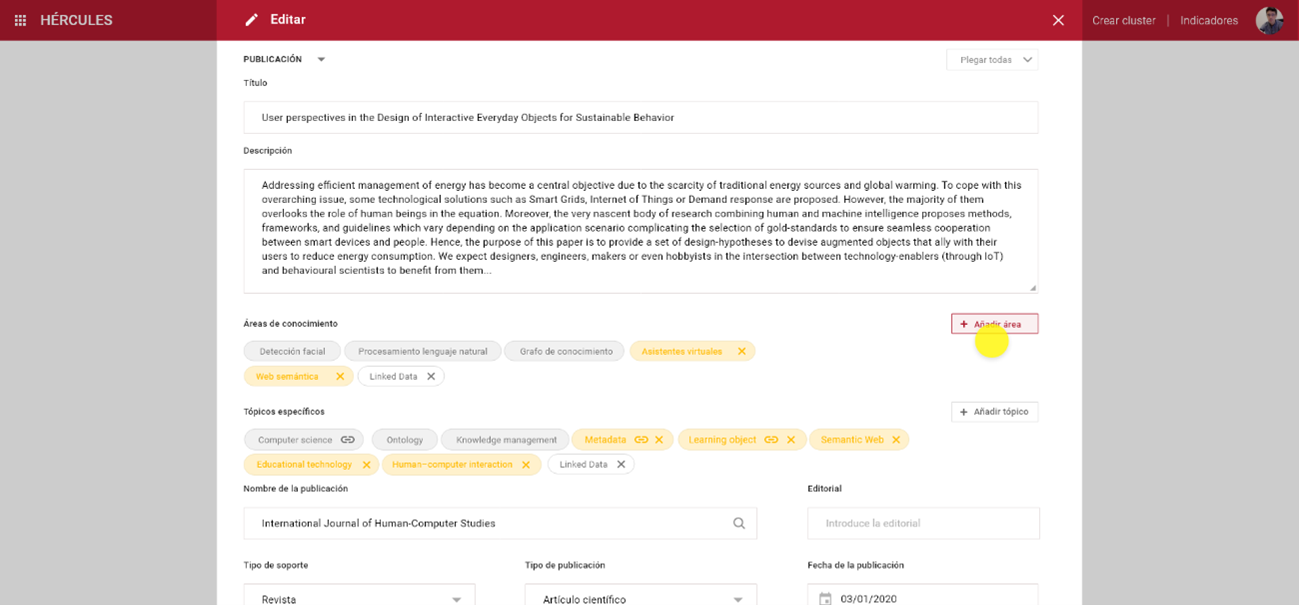 HÉRCULES
Editar
Crear cluster | Indicadores
PUBLICACIÓN
Plegar todas
Título
User perspectives in the Design of Interactive Everyday Objects for Sustainable Behavior
Descripción
Addressing efficient management of energy has become a central objective due to the scarcity of traditional energy sources and global warming. To cope with this
overarching issue, some technological solutions such as Smart Grids, Internet of Things or Demand response are proposed. However, the majority of them
overlooks the role of human beings in the equation. Moreover, the very nascent body of research combining human and machine intelligence proposes methods,
frameworks, and guidelines which vary depending on the application scenario complicating the selection of gold-standards to ensure seamless cooperation
between smart devices and people. Hence, the purpose of this paper is to provide a set of design-hypotheses to devise augmented objects that ally with their
users to reduce energy consumption. We expect designers, engineers, makers or even hobbyists in the intersection between technology-enablers (through IoT)
and behavioural scientists to benefit from them...
Áreas de conocimiento
+ Añadir área
Detección facial Procesamiento lenguaje natural Grafo de conocimiento Asistentes virtuales
Web semántica Linked Data
Tópicos específicos
+ Añadir tópico
Computer science Ontology Knowledge management Metadata Learning object Semantic Web
Educational technology Human–computer interaction Linked Data
Nombre de la publicación
Editorial
International Journal of Human-Computer Studies
Introduce la editorial
Tipo de soporte
Tipo de publicación
Fecha de la publicación
Revista
Artículo científico
03/01/2020